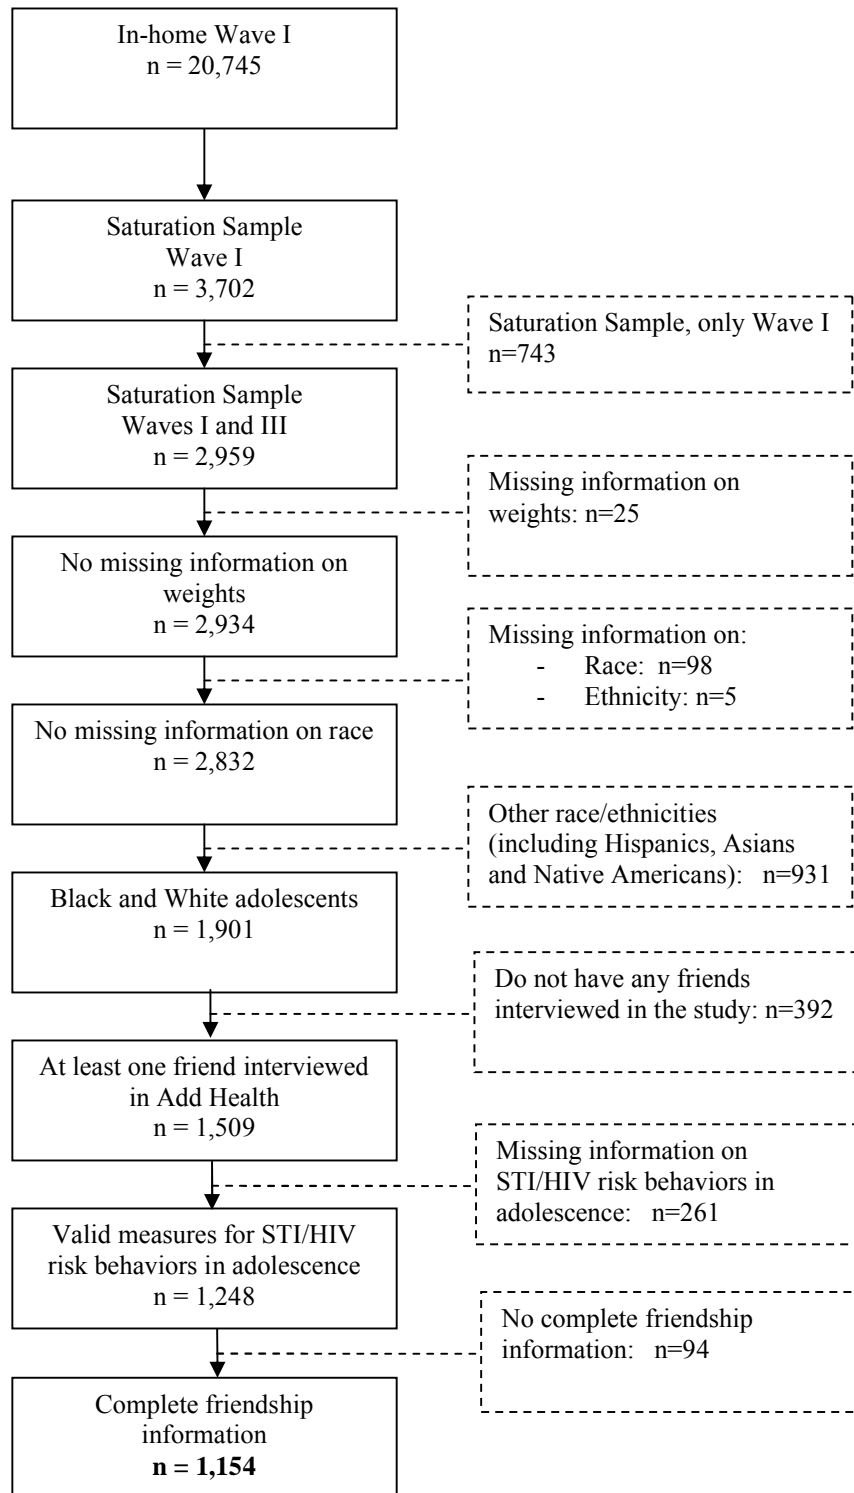 In-home Wave I
n = 20,745
Saturation Sample
Wave I
n = 3,702
Saturation Sample, only Wave I
n=743
Saturation Sample
Waves I and III
n = 2,959
Missing information on
weights: n=25
No missing information on
weights
n = 2,934
Missing information on:
- Race: n=98
- Ethnicity: n=5
No missing information on race
n = 2,832
Other race/ethnicities
(including Hispanics, Asians
and Native Americans): n=931
Black and White adolescents
n = 1,901
Do not have any friends
interviewed in the study: n=392
At least one friend interviewed
in Add Health
n = 1,509
Missing information on
STI/HIV risk behaviors in
adolescence: n=261
Valid measures for STI/HIV
risk behaviors in adolescence
n = 1,248
No complete friendship
information: n=94
Complete friendship
information
n = 1,154